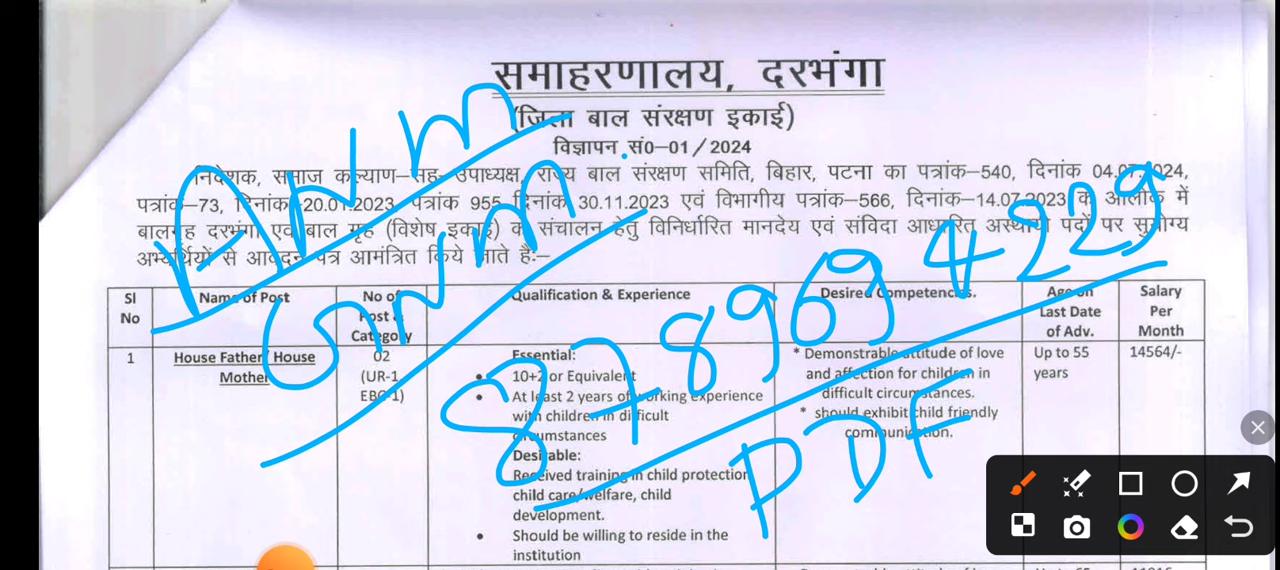 समाहरणालय, दरभंगा
(जिला बाल संरक्षण इकाई)
विज्ञापन सं0-01/2024
निदेशक, समाज कल्याण-सह-उपाध्यक्ष, राज्य बाल संरक्षण समिति, बिहार, पटना का पत्रांक-540, दिनांक 04.07.2024,
पत्रांक-73, दिनांक-20.01.2023, पत्रांक 955 दिनांक 30.11.2023 एवं विभागीय पत्रांक-566, दिनांक-14.07.2023 के आलोक में
बालगृह दरभंगा एवं बाल गृह (विशेष इकाई) के संचालन हेतु विनिर्धारित मानदेय एवं संविदा आधारित अस्थायी पदों पर सुयोग्य
अभ्यर्थियों से आवेदन पत्र आमंत्रित किये जाते हैं:-
Sl No
Name of Post
No of Post & Category
Qualification & Experience
Desired Competencies.
Age on Last Date of Adv.
Salary Per Month
1
House Father/ House Mother
02
(UR-1
EBC-1)
Essential:
• 10+2 or Equivalent
• At least 2 years of working experience
with children in difficult
circumstances
Desirable:
Received training in child protection
child care/welfare, child
development.
• Should be willing to reside in the
institution
* Demonstrable attitude of love
and affection for children in
difficult circumstances.
* should exhibit child friendly
communication.
Up to 55
years
14564/-
8789694229
PDF